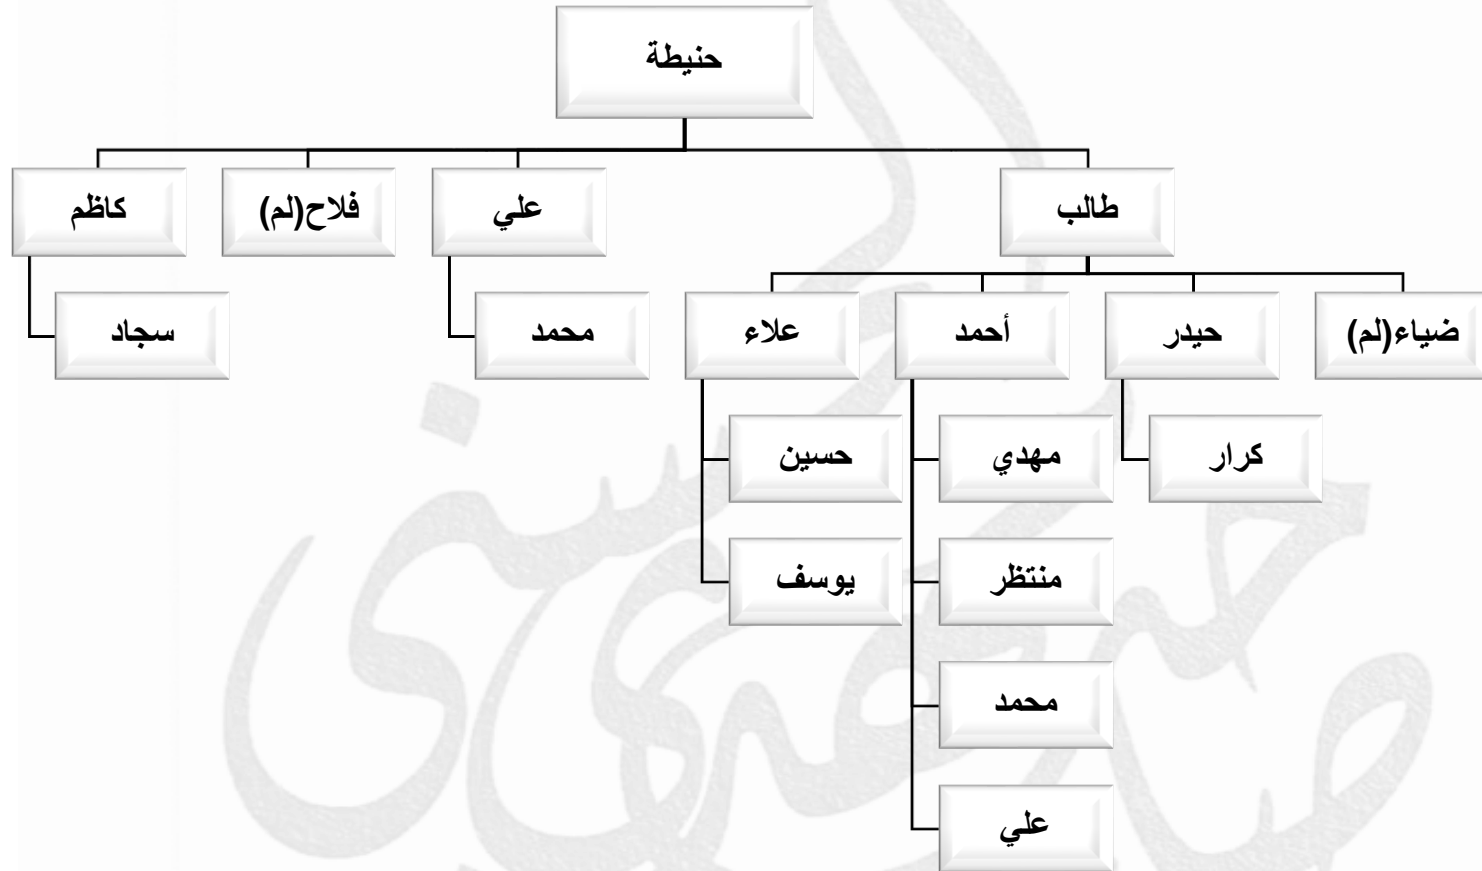 حنيطة
طالب
علي
فلاح(لم)
كاظم
ضياء(لم)
حيدر
أحمد
علاء
محمد
سجاد
كرار
مهدي
حسين
منتظر
يوسف
محمد
علي